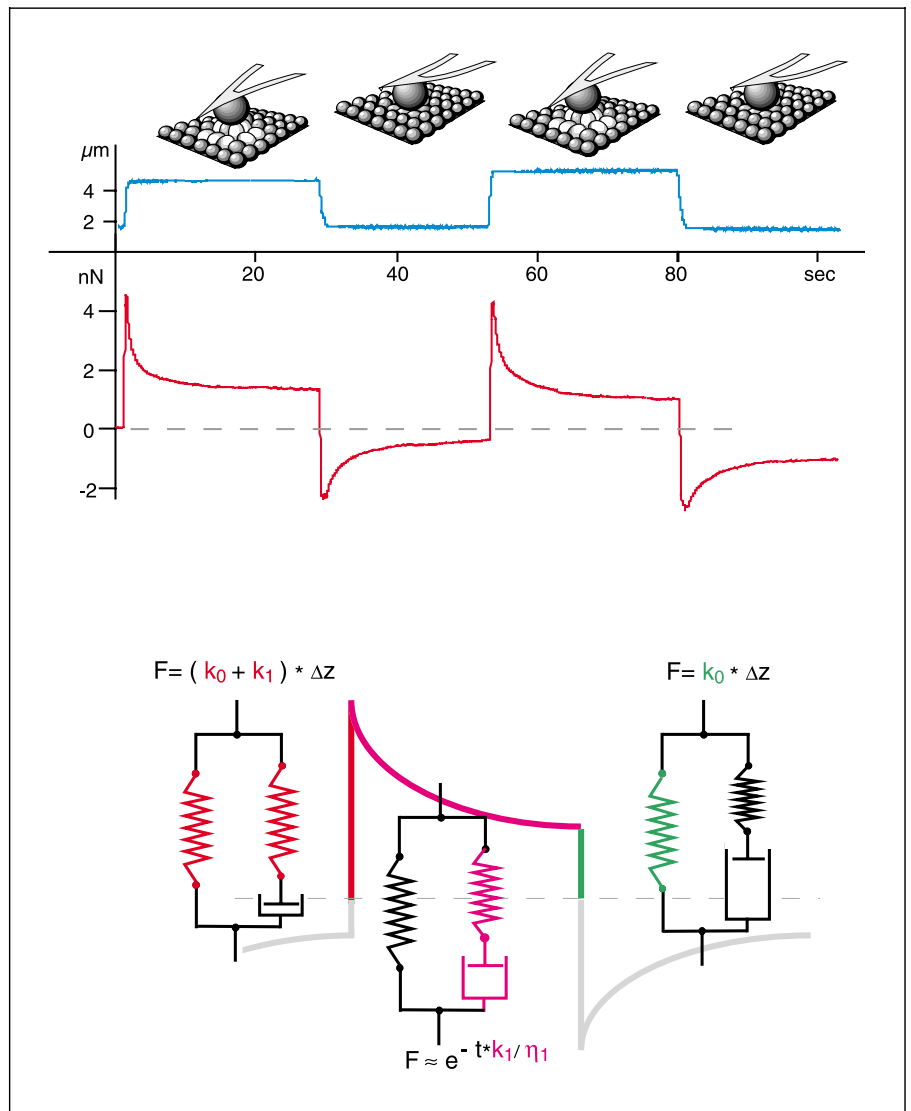 µm
4
2
20 40 60 80 sec
nN
4
2
0
-2
F= ( k₀ + k₁ ) * Δz
F= k₀ * Δz
F ≈ e⁻ ᵗ*ᵏ₁/ η₁